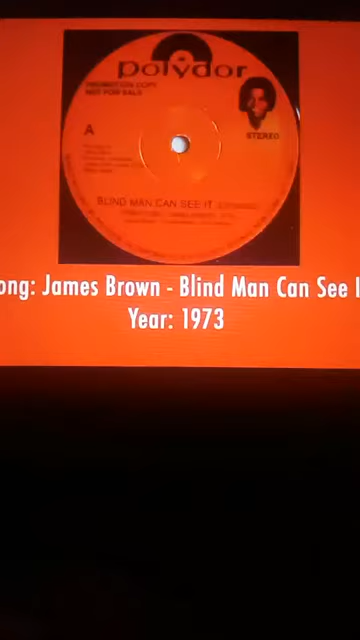 polydor
PROMOTION COPY
NOT FOR SALE
A
STEREO
BLIND MAN CAN SEE IT
ong: James Brown - Blind Man Can See I
Year: 1973